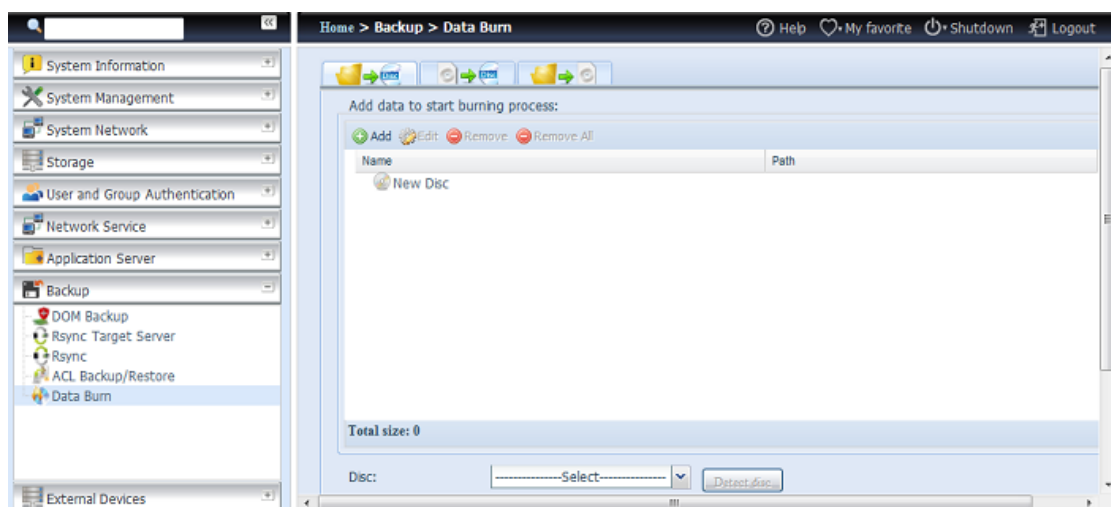 Home > Backup > Data Burn
Help My favorite Shutdown Logout
System Information
System Management
System Network
Storage
User and Group Authentication
Network Service
Application Server
Backup
DOM Backup
Rsync Target Server
Rsync
ACL Backup/Restore
Data Burn
External Devices
Disc
Disc
Add data to start burning process:
Add Edit Remove Remove All
Name Path
New Disc
Total size: 0
Disc: --------------Select-------------- Detect disc...